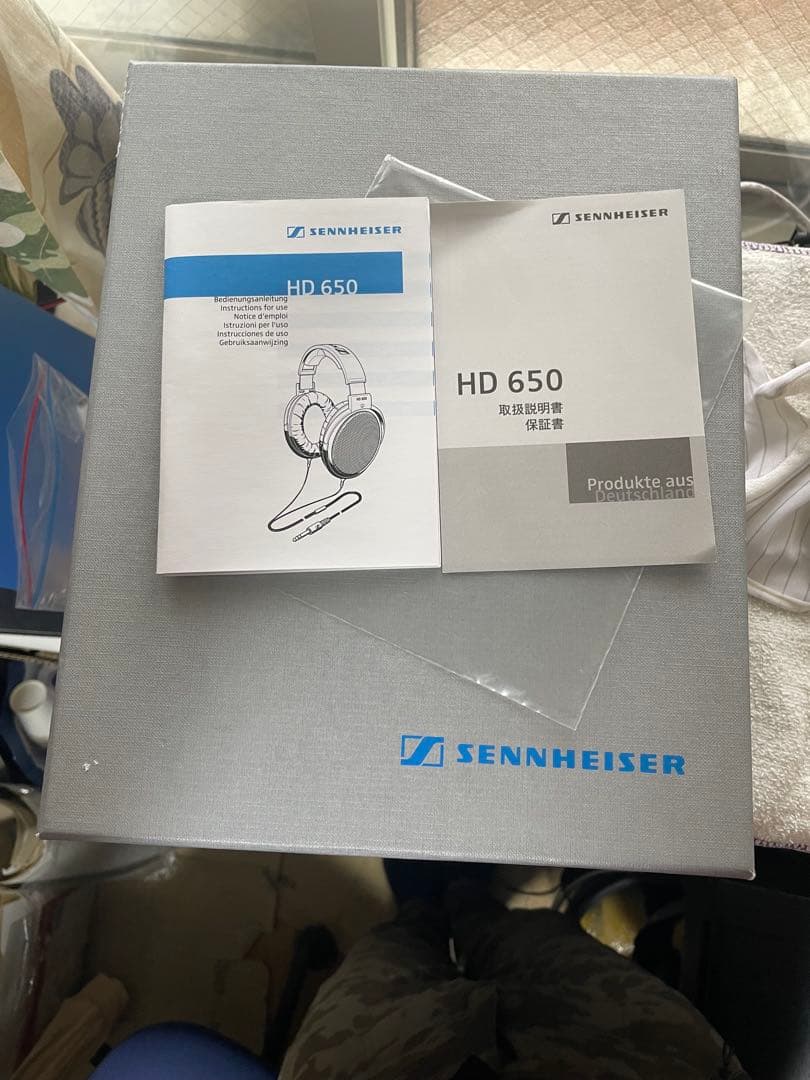 SENNHEISER
HD 650
Bedienungsanleitung
Instructions for use
Notice d'emploi
Istruzioni per l'uso
Instrucciones de uso
Gebruiksaanwijzing
SENNHEISER
HD 650
取扱説明書
保証書
Produkte aus
Deutschland
SENNHEISER